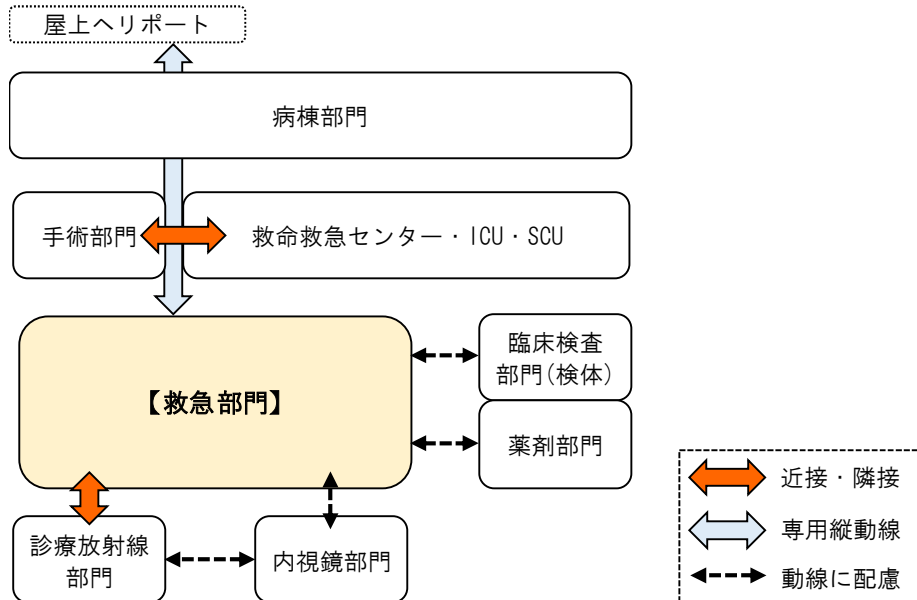 屋上ヘリポート
病棟部門
手術部門
救命救急センター・ICU・SCU
【救急部門】
臨床検査
部門(検体)
薬剤部門
診療放射線
部門
内視鏡部門
近接・隣接
専用縦動線
動線に配慮